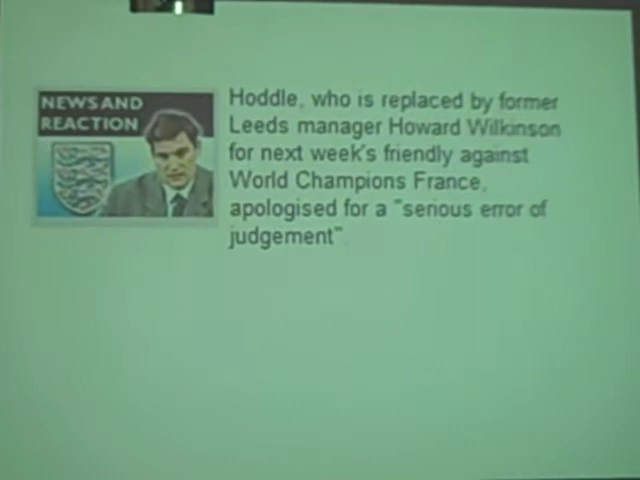 NEWS AND
REACTION
Hoddle, who is replaced by former
Leeds manager Howard Wilkinson
for next week's friendly against
World Champions France,
apologised for a "serious error of
judgement".